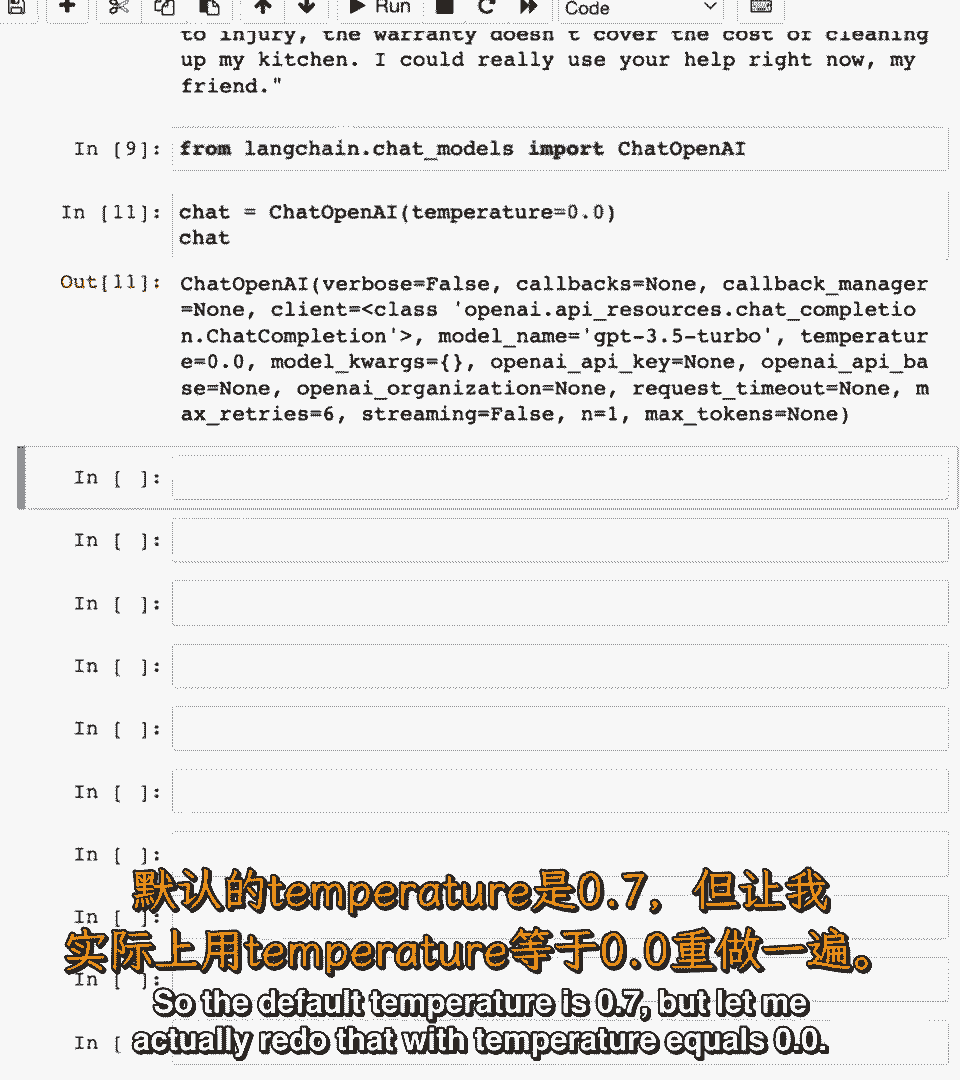 Run
Code
to injury, the warranty doesn't cover the cost of cleaning
up my kitchen. I could really use your help right now, my
friend."
In [9]: from langchain.chat_models import ChatOpenAI
In [11]: chat = ChatOpenAI(temperature=0.0)
chat
Out[11]: ChatOpenAI(verbose=False, callbacks=None, callback_manager
=None, client=<class 'openai.api_resources.chat_completio
n.ChatCompletion'>, model_name='gpt-3.5-turbo', temperatur
e=0.0, model_kwargs={}, openai_api_key=None, openai_api_ba
se=None, openai_organization=None, request_timeout=None, m
ax_retries=6, streaming=False, n=1, max_tokens=None)
In [ ]:
In [ ]:
In [ ]:
In [ ]:
In [ ]:
In [ ]:
In [ ]:
In [ ]:
In [ ]:
In [
默认的temperature是0.7，但让我
实际上用temperature等于0.0重做一遍。
So the default temperature is 0.7, but let me
actually redo that with temperature equals 0.0.